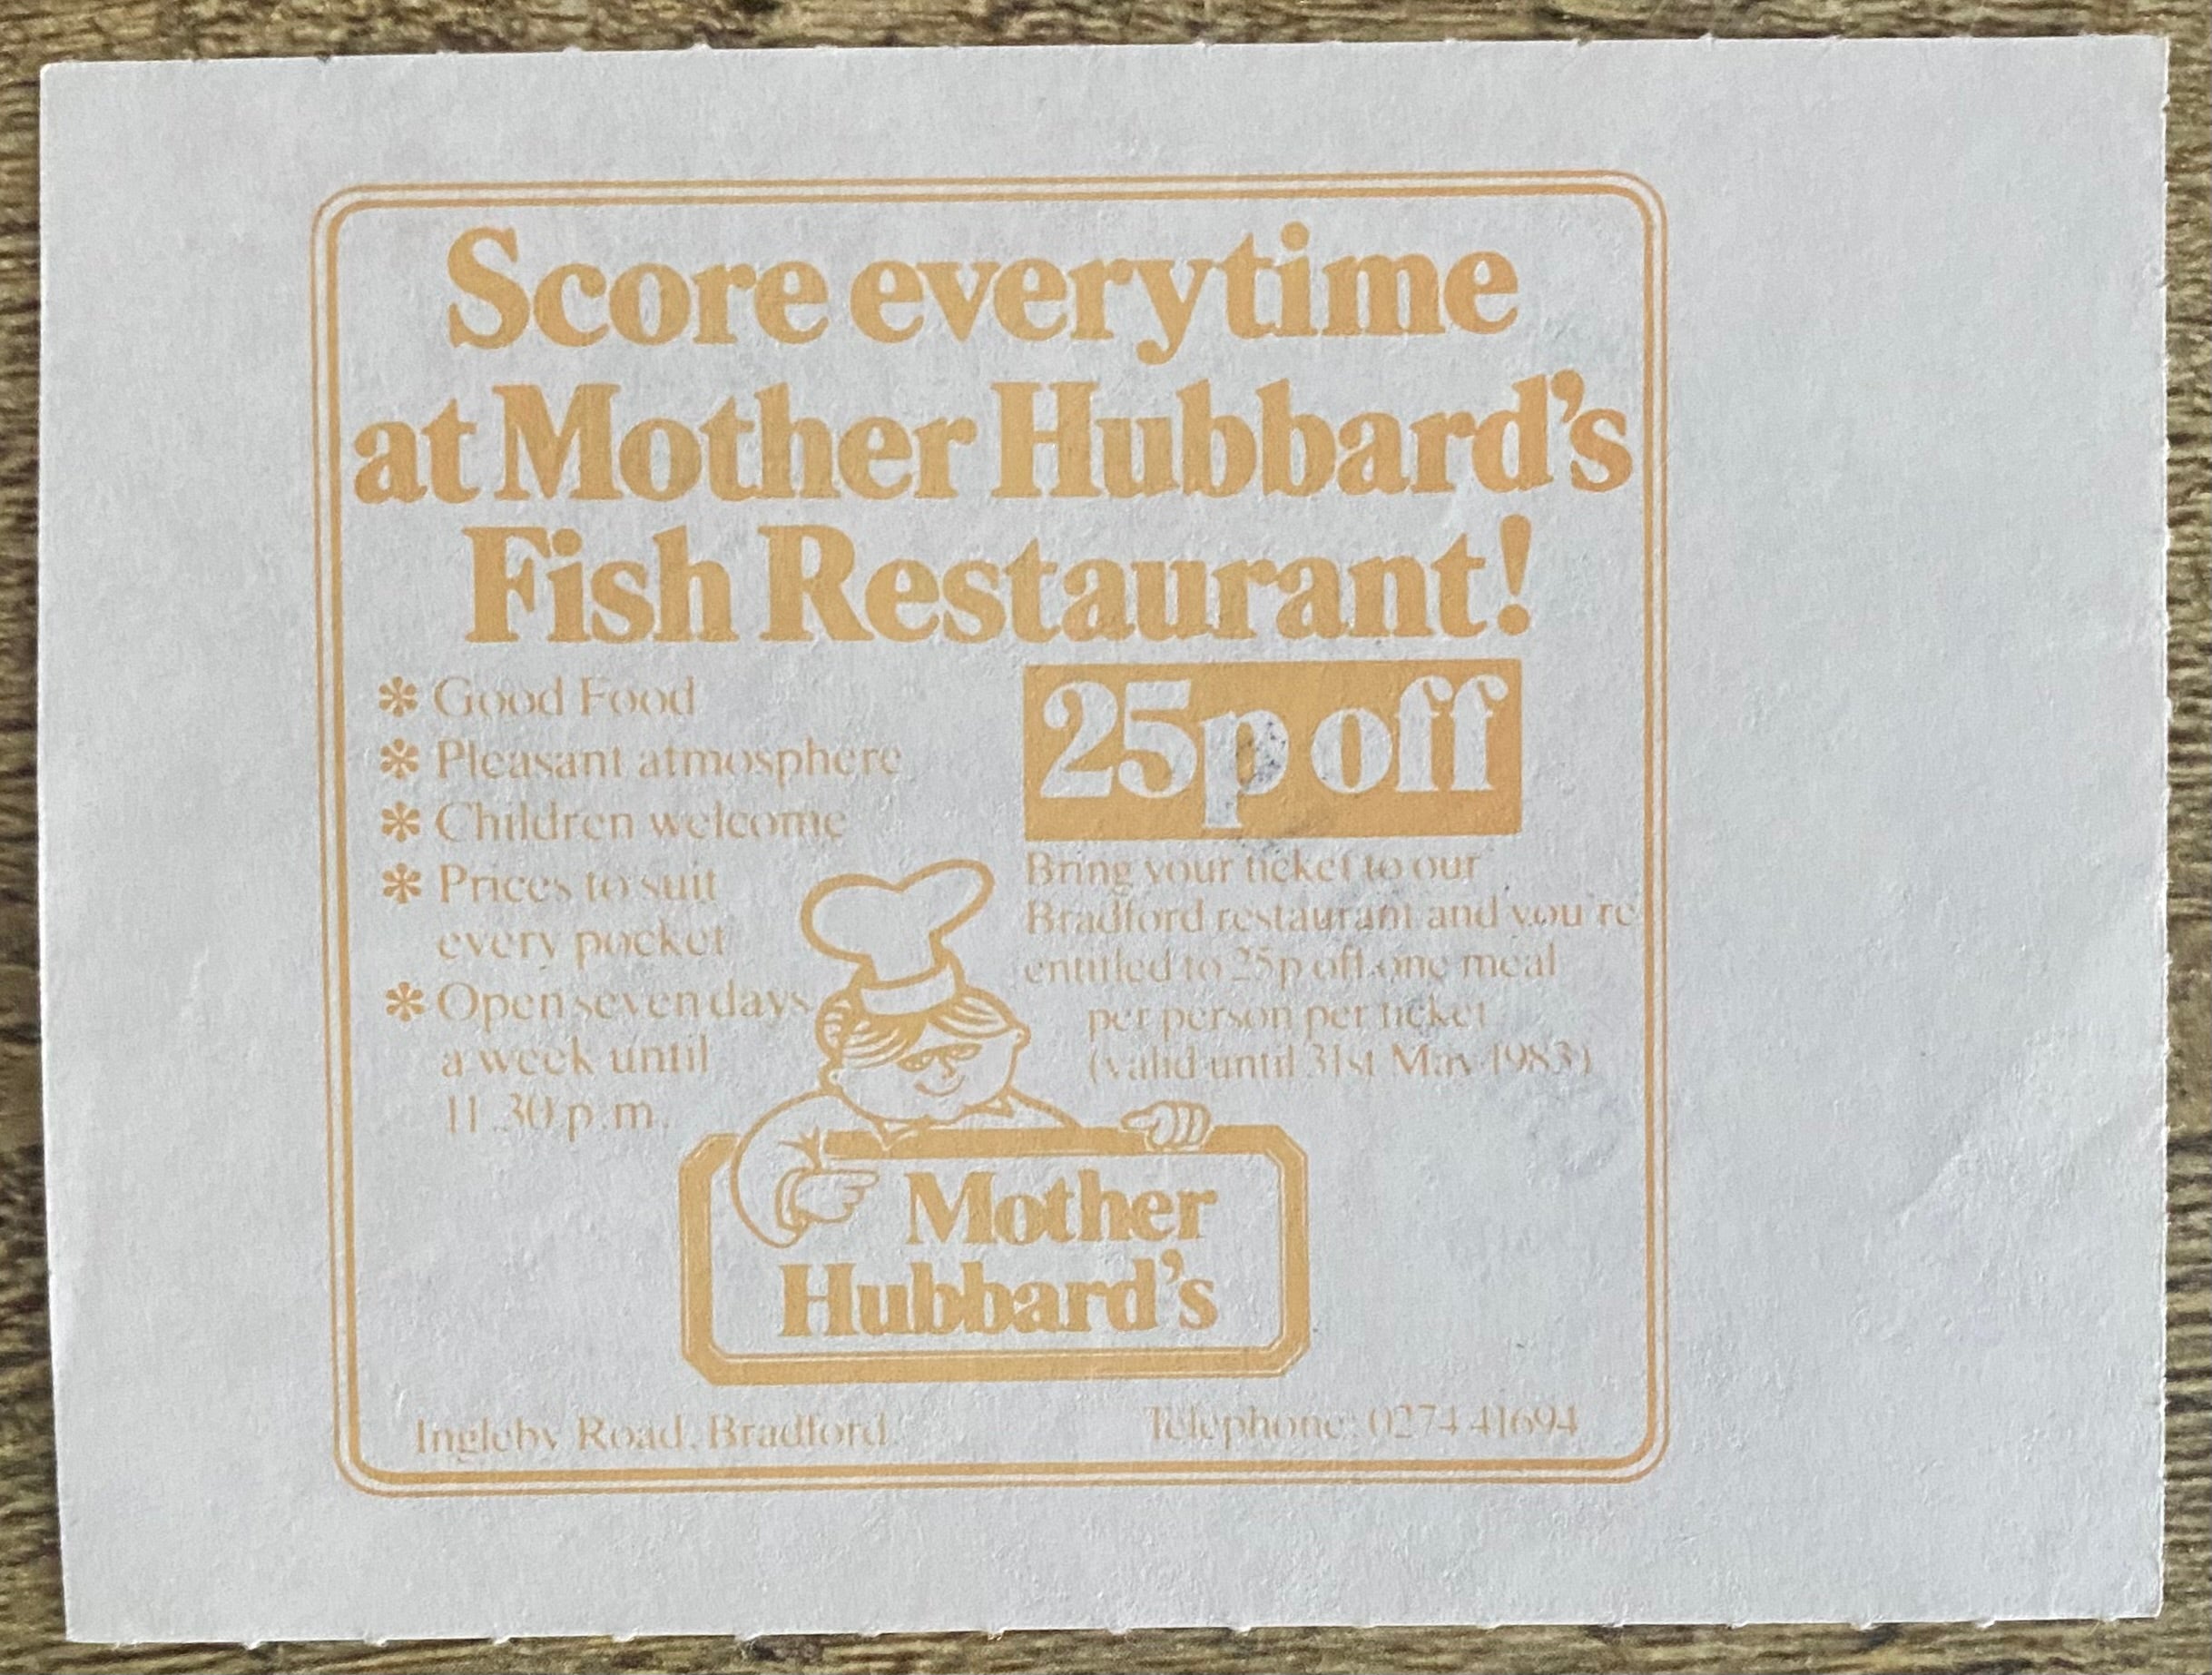 Score everytime
at Mother Hubbard's
Fish Restaurant!
* Good Food
* Pleasant atmosphere
* Children welcome
* Prices to suit
every pocket
* Open seven days
a week until
11.30 p.m.
25p off
Bring your ticket to our
Bradford restaurant and you're
entitled to 25p off one meal
per person per ticket
(valid until 31st May 1983)
Mother
Hubbard's
Ingleby Road, Bradford.
Telephone: 0274 41694